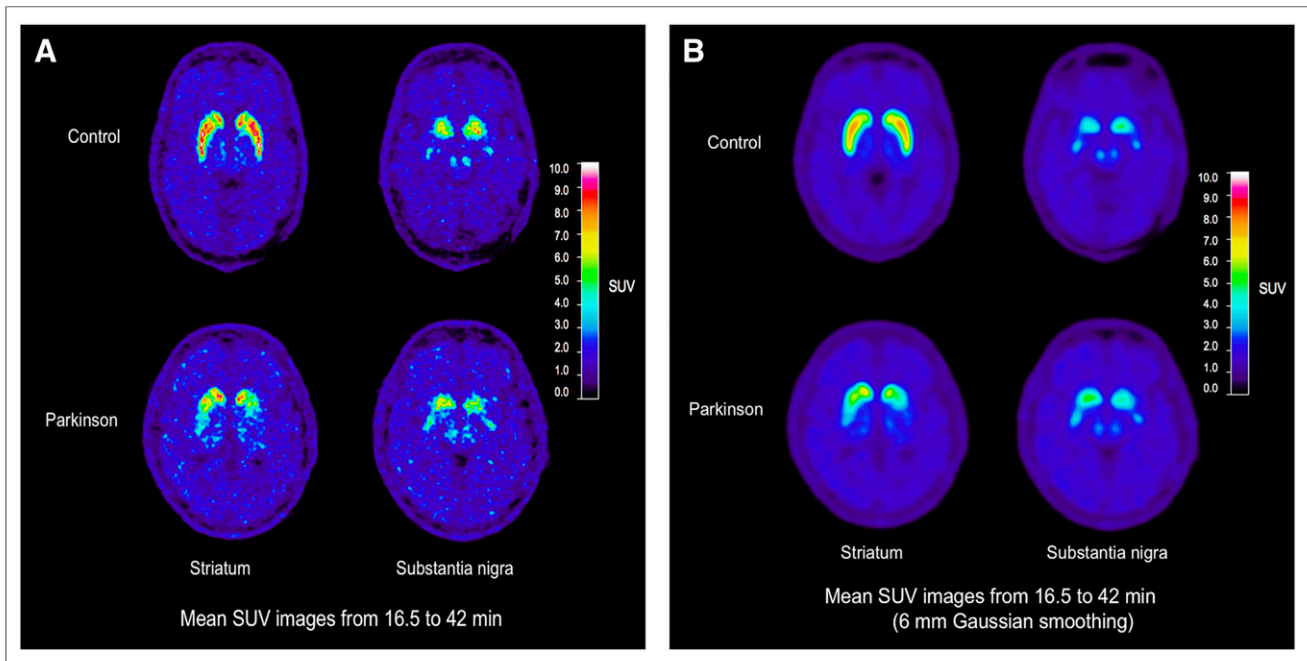 A
Control
10.0
9.0
8.0
7.0
6.0
5.0
4.0
3.0
2.0
1.0
0.0
SUV
Parkinson
Striatum Substantia nigra
Mean SUV images from 16.5 to 42 min
B
Control
10.0
9.0
8.0
7.0
6.0
5.0
4.0
3.0
2.0
1.0
0.0
SUV
Parkinson
Striatum Substantia nigra
Mean SUV images from 16.5 to 42 min
(6 mm Gaussian smoothing)